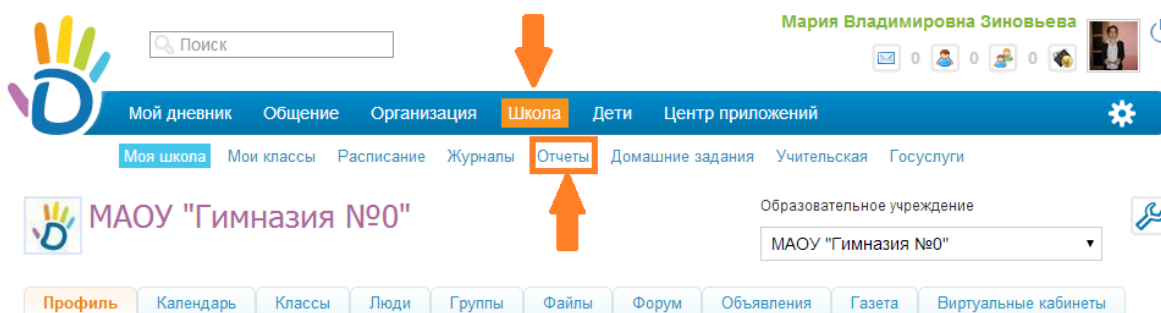 Мария Владимировна Зиновьева
Поиск
0 0 0
Мой дневник Общение Организация Школа Дети Центр приложений
Моя школа Мои классы Расписание Журналы Отчеты Домашние задания Учительская Госуслуги
МАОУ "Гимназия №0"
Образовательное учреждение
МАОУ "Гимназия №0"
Профиль Календарь Классы Люди Группы Файлы Форум Объявления Газета Виртуальные кабинеты